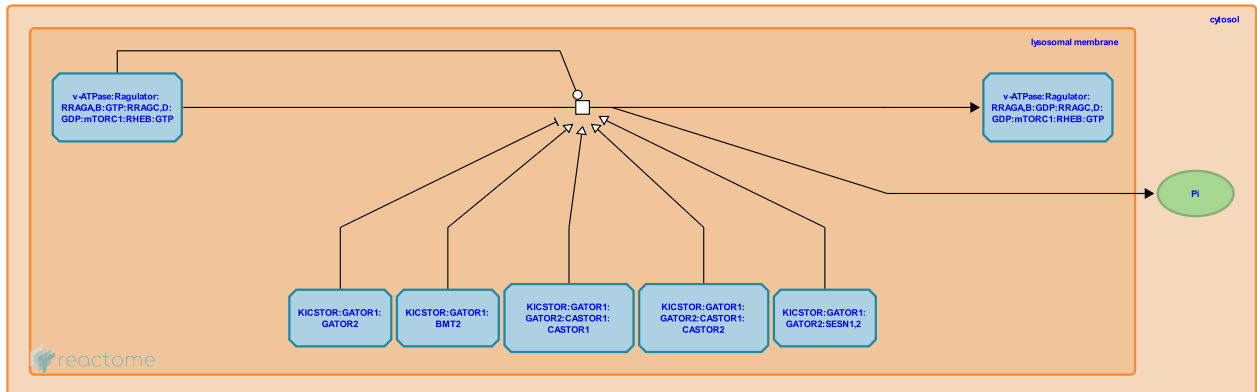 cytosol
lysosomal membrane
v-ATPase:Ragulator:
RRAGA,B:GTP:RRAGC,D:
GDP:mTORC1:RHEB:GTP
v-ATPase:Ragulator:
RRAGA,B:GDP:RRAGC,D:
GDP:mTORC1:RHEB:GTP
Pi
KICSTOR:GATOR1:
GATOR2
KICSTOR:GATOR1:
BMT2
KICSTOR:GATOR1:
GATOR2:CASTOR1:
CASTOR1
KICSTOR:GATOR1:
GATOR2:CASTOR1:
CASTOR2
KICSTOR:GATOR1:
GATOR2:SESN1,2
reactome